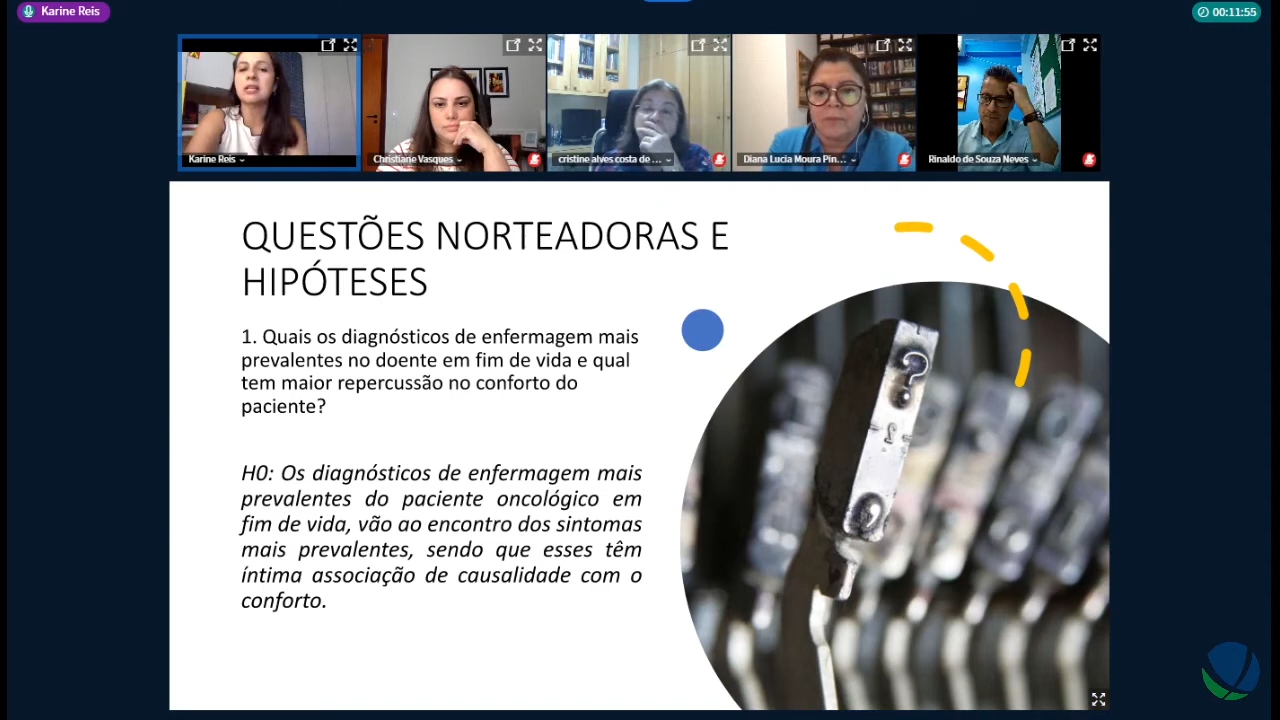 Karine Reis
00:11:55
Karine Reis
Christiane Vasques
cristine alves costa de ...
Diana Lucia Moura Pin...
Rinaldo de Souza Neves
QUESTÕES NORTEADORAS E
HIPÓTESES
1. Quais os diagnósticos de enfermagem mais
prevalentes no doente em fim de vida e qual
tem maior repercussão no conforto do
paciente?
H0: Os diagnósticos de enfermagem mais
prevalentes do paciente oncológico em
fim de vida, vão ao encontro dos sintomas
mais prevalentes, sendo que esses têm
íntima associação de causalidade com o
conforto.
?